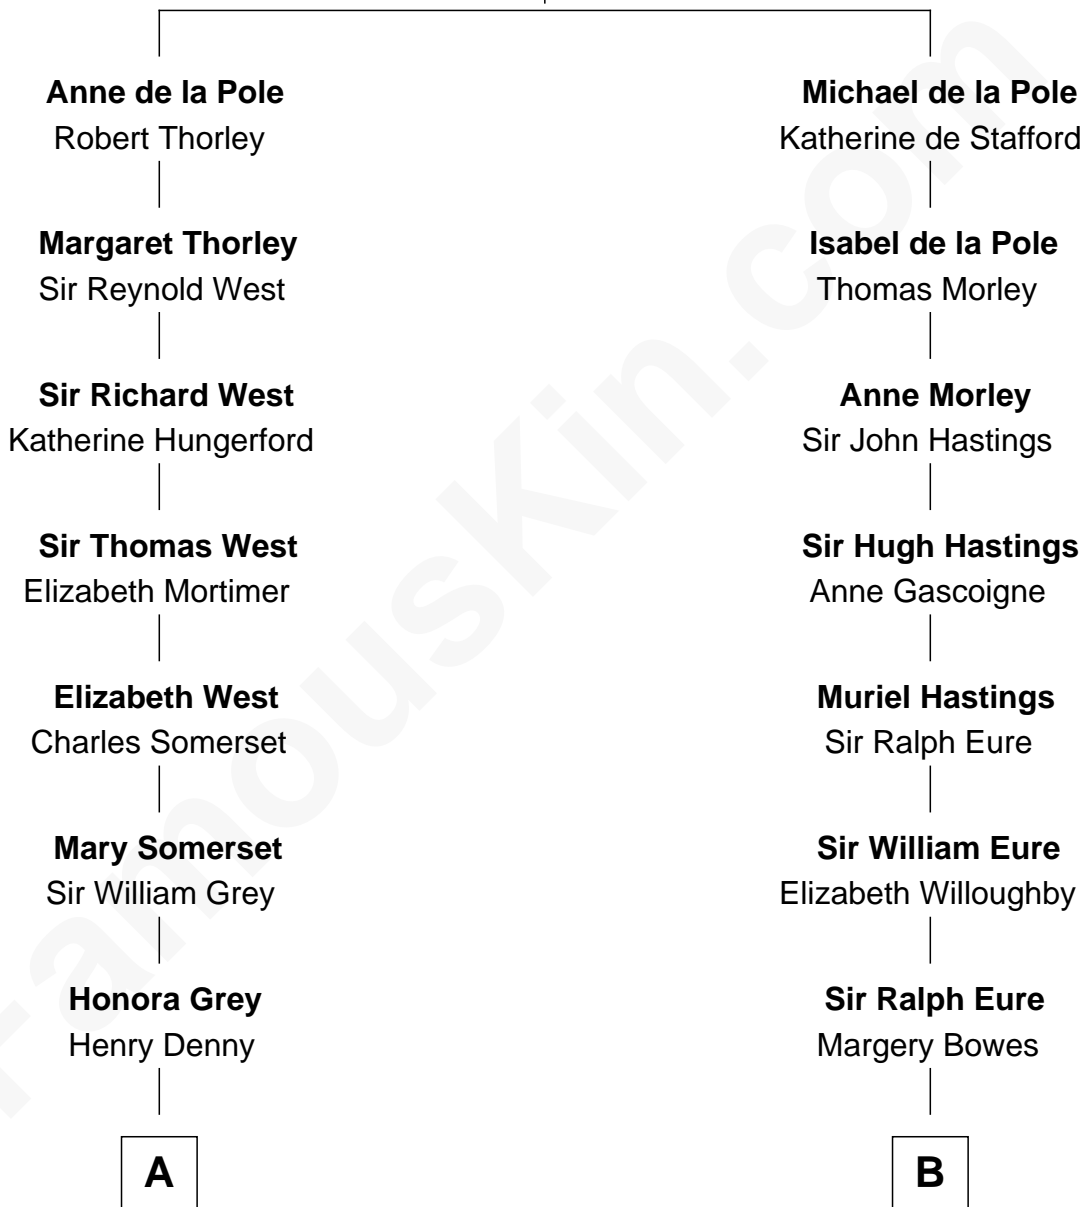 Anne de la Pole
Robert Thorley
Margaret Thorley
Sir Reynold West
Sir Richard West
Katherine Hungerford
Sir Thomas West
Elizabeth Mortimer
Elizabeth West
Charles Somerset
Mary Somerset
Sir William Grey
Honora Grey
Henry Denny
A
Michael de la Pole
Katherine de Stafford
Isabel de la Pole
Thomas Morley
Anne Morley
Sir John Hastings
Sir Hugh Hastings
Anne Gascoigne
Muriel Hastings
Sir Ralph Eure
Sir William Eure
Elizabeth Willoughby
Sir Ralph Eure
Margery Bowes
B
FamousKin.com